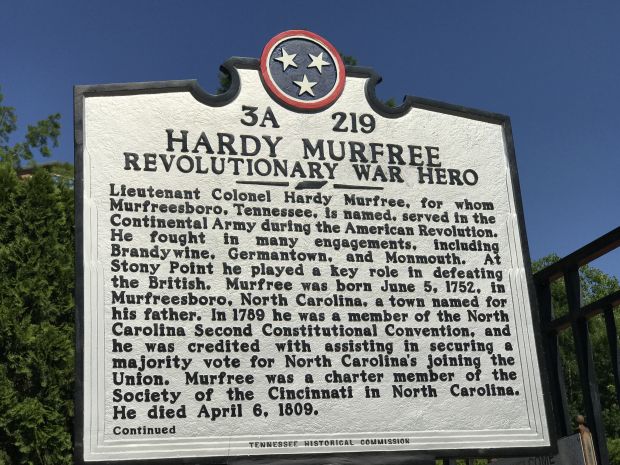 3A 219
HARDY MURFREE
REVOLUTIONARY WAR HERO
Lieutenant Colonel Hardy Murfree, for whom
Murfreesboro, Tennessee, is named, served in the
Continental Army during the American Revolution.
He fought in many engagements, including
Brandywine, Germantown, and Monmouth. At
Stony Point he played a key role in defeating
the British. Murfree was born June 5, 1752, in
Murfreesboro, North Carolina, a town named for
his father. In 1789 he was a member of the North
Carolina Second Constitutional Convention, and
he was credited with assisting in securing a
majority vote for North Carolina's joining the
Union. Murfree was a charter member of the
Society of the Cincinnati in North Carolina.
He died April 6, 1809.
Continued
TENNESSEE HISTORICAL COMMISSION